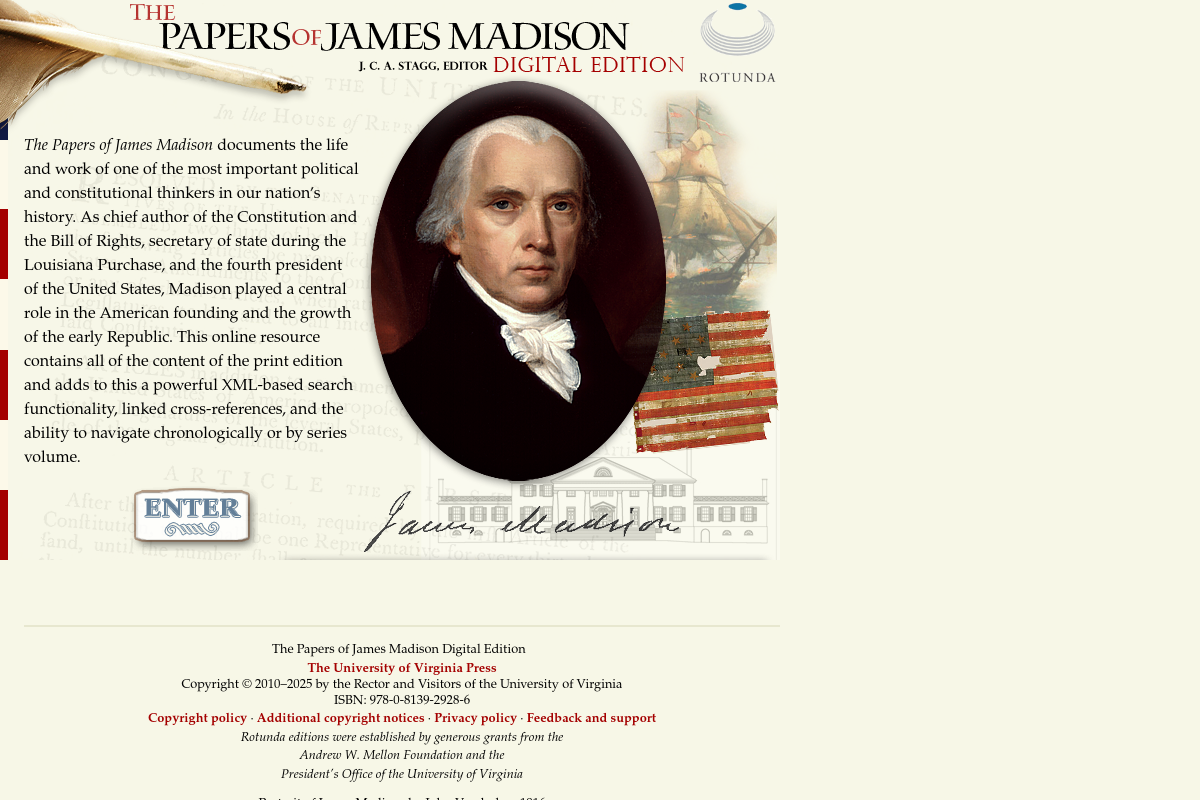 THE
PAPERS OF JAMES MADISON
J. C. A. STAGG, EDITOR DIGITAL EDITION
ROTUNDA
The Papers of James Madison documents the life
and work of one of the most important political
and constitutional thinkers in our nation's
history. As chief author of the Constitution and
the Bill of Rights, secretary of state during the
Louisiana Purchase, and the fourth president
of the United States, Madison played a central
role in the American founding and the growth
of the early Republic. This online resource
contains all of the content of the print edition
and adds to this a powerful XML-based search
functionality, linked cross-references, and the
ability to navigate chronologically or by series
volume.
ENTER
James Madison
In the House of
ARTICLE THE FIRST
The Papers of James Madison Digital Edition
The University of Virginia Press
Copyright © 2010–2025 by the Rector and Visitors of the University of Virginia
ISBN: 978-0-8139-2928-6
Copyright policy · Additional copyright notices · Privacy policy · Feedback and support
Rotunda editions were established by generous grants from the
Andrew W. Mellon Foundation and the
President's Office of the University of Virginia